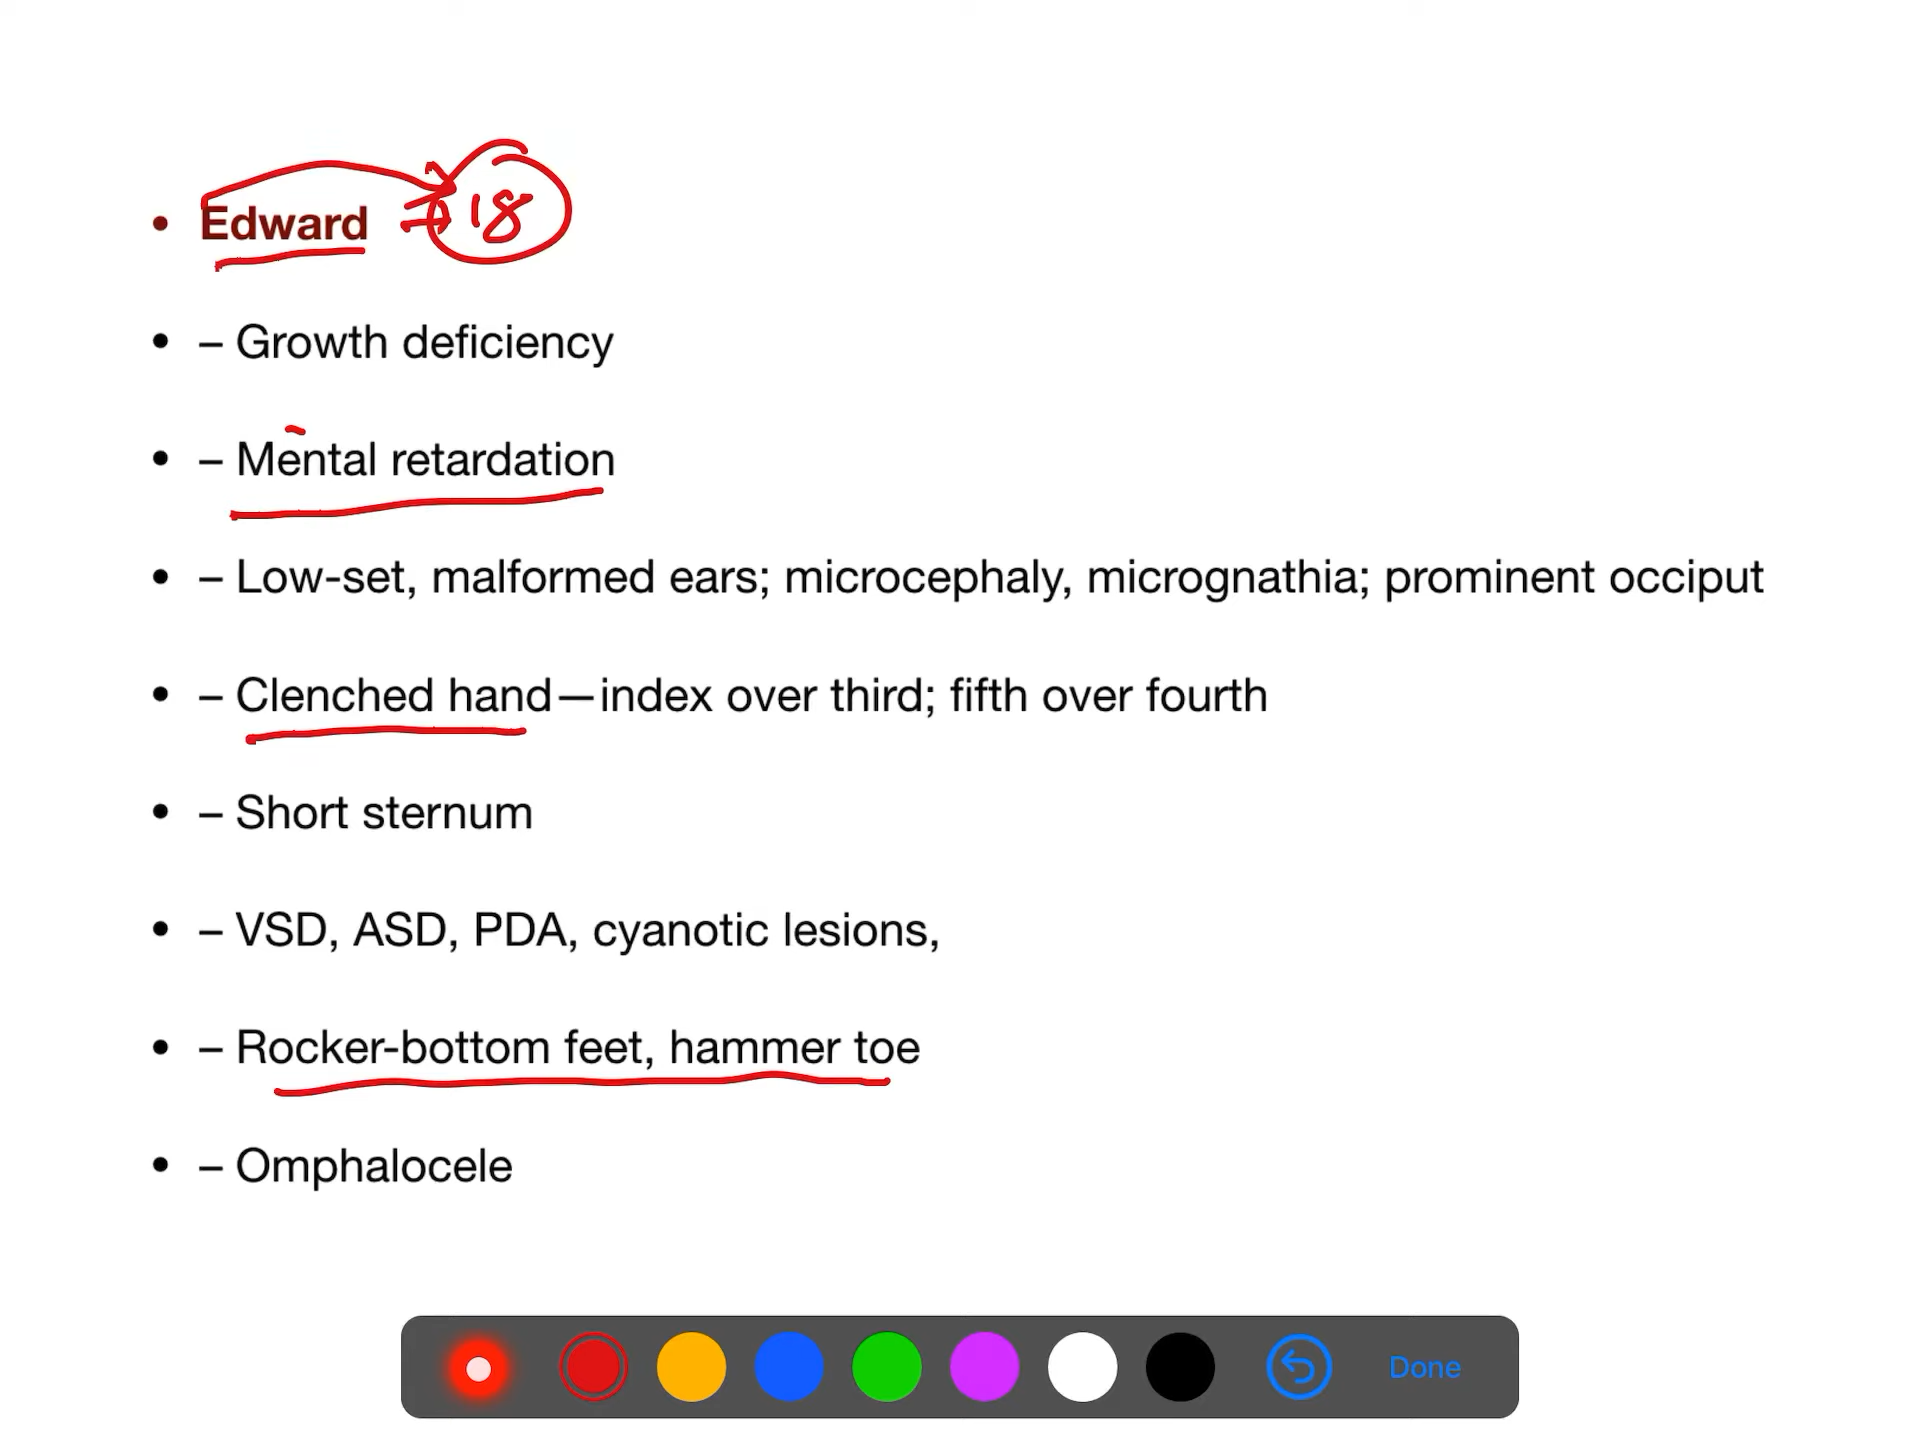 • Edward ⇒ 18
• – Growth deficiency
• – Mental retardation
• – Low-set, malformed ears; microcephaly, micrognathia; prominent occiput
• – Clenched hand—index over third; fifth over fourth
• – Short sternum
• – VSD, ASD, PDA, cyanotic lesions,
• – Rocker-bottom feet, hammer toe
• – Omphalocele
Done